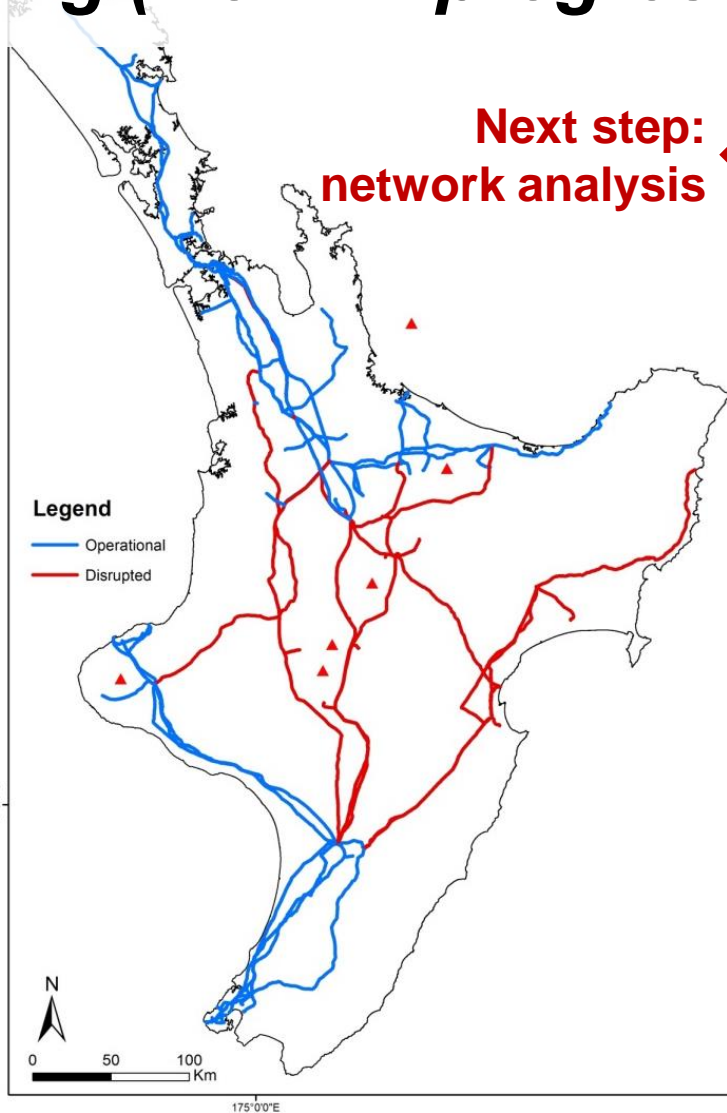 Next step:
network analysis
Legend
Operational
Disrupted
N
0 50 100
Km
175°0'0"E